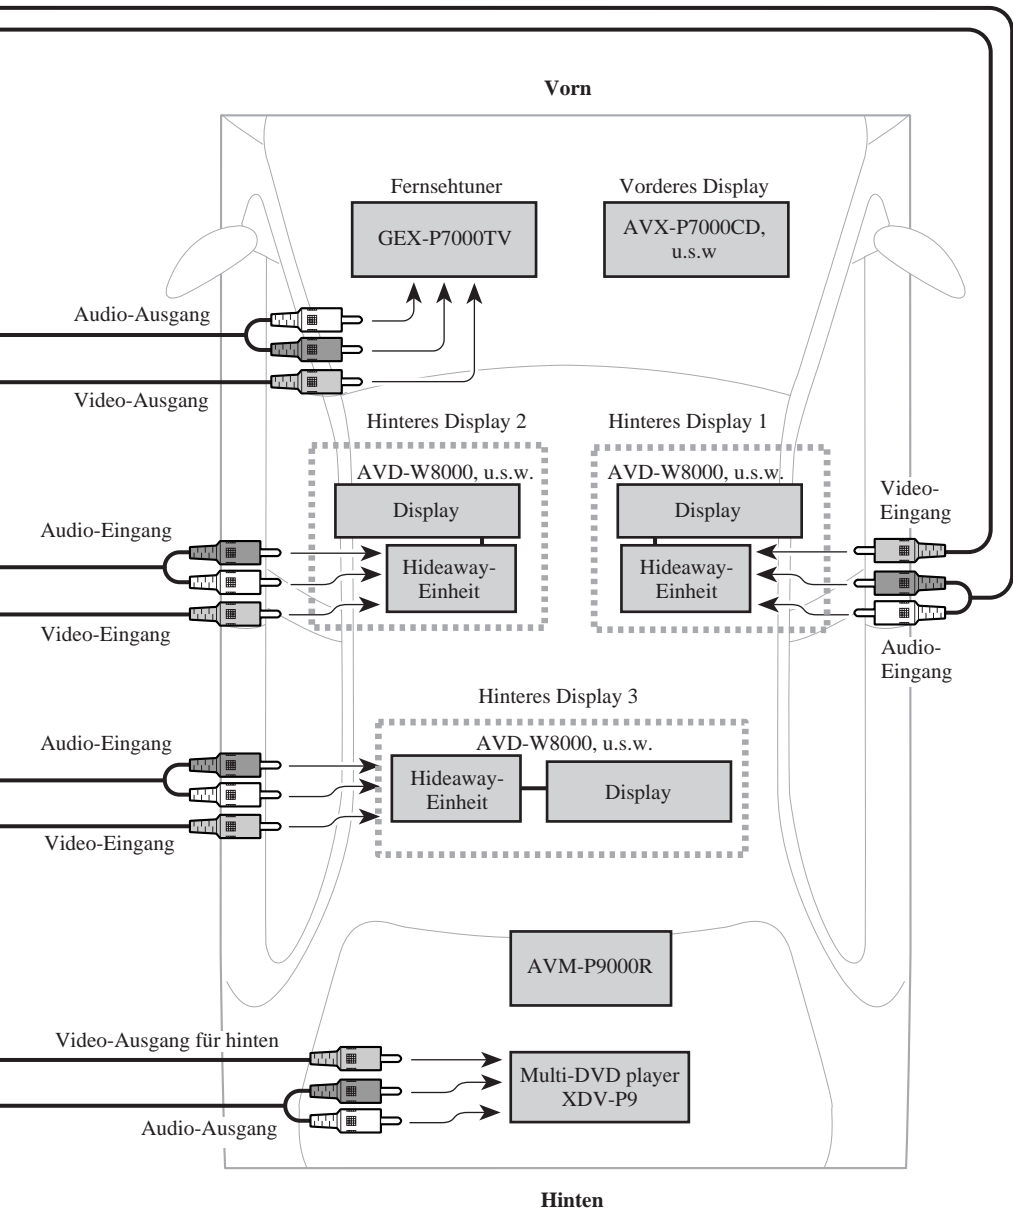 Vorn
Fernsehtuner
Vorderes Display
GEX-P7000TV
AVX-P7000CD,
u.s.w
Audio-Ausgang
Video-Ausgang
Hinteres Display 2
Hinteres Display 1
AVD-W8000, u.s.w.
AVD-W8000, u.s.w.
Display
Display
Video-
Eingang
Audio-Eingang
Hideaway-
Einheit
Hideaway-
Einheit
Video-Eingang
Audio-
Eingang
Hinteres Display 3
Audio-Eingang
AVD-W8000, u.s.w.
Hideaway-
Einheit
Display
Video-Eingang
AVM-P9000R
Video-Ausgang für hinten
Multi-DVD player
XDV-P9
Audio-Ausgang
Hinten